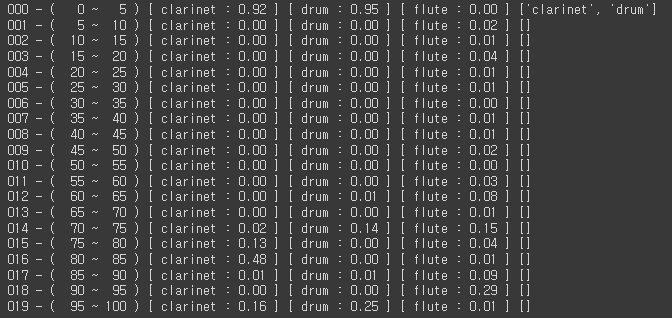 000 - (   0 ~   5 ) [ clarinet : 0.92 ] [ drum : 0.95 ] [ flute : 0.00 ] ['clarinet', 'drum']
001 - (   5 ~  10 ) [ clarinet : 0.00 ] [ drum : 0.00 ] [ flute : 0.02 ] []
002 - (  10 ~  15 ) [ clarinet : 0.00 ] [ drum : 0.00 ] [ flute : 0.01 ] []
003 - (  15 ~  20 ) [ clarinet : 0.00 ] [ drum : 0.00 ] [ flute : 0.04 ] []
004 - (  20 ~  25 ) [ clarinet : 0.00 ] [ drum : 0.00 ] [ flute : 0.01 ] []
005 - (  25 ~  30 ) [ clarinet : 0.00 ] [ drum : 0.00 ] [ flute : 0.01 ] []
006 - (  30 ~  35 ) [ clarinet : 0.00 ] [ drum : 0.00 ] [ flute : 0.00 ] []
007 - (  35 ~  40 ) [ clarinet : 0.00 ] [ drum : 0.00 ] [ flute : 0.01 ] []
008 - (  40 ~  45 ) [ clarinet : 0.00 ] [ drum : 0.00 ] [ flute : 0.01 ] []
009 - (  45 ~  50 ) [ clarinet : 0.00 ] [ drum : 0.00 ] [ flute : 0.02 ] []
010 - (  50 ~  55 ) [ clarinet : 0.00 ] [ drum : 0.00 ] [ flute : 0.00 ] []
011 - (  55 ~  60 ) [ clarinet : 0.00 ] [ drum : 0.00 ] [ flute : 0.03 ] []
012 - (  60 ~  65 ) [ clarinet : 0.00 ] [ drum : 0.01 ] [ flute : 0.08 ] []
013 - (  65 ~  70 ) [ clarinet : 0.00 ] [ drum : 0.00 ] [ flute : 0.01 ] []
014 - (  70 ~  75 ) [ clarinet : 0.02 ] [ drum : 0.14 ] [ flute : 0.15 ] []
015 - (  75 ~  80 ) [ clarinet : 0.13 ] [ drum : 0.00 ] [ flute : 0.04 ] []
016 - (  80 ~  85 ) [ clarinet : 0.48 ] [ drum : 0.00 ] [ flute : 0.01 ] []
017 - (  85 ~  90 ) [ clarinet : 0.01 ] [ drum : 0.01 ] [ flute : 0.09 ] []
018 - (  90 ~  95 ) [ clarinet : 0.00 ] [ drum : 0.00 ] [ flute : 0.29 ] []
019 - (  95 ~ 100 ) [ clarinet : 0.16 ] [ drum : 0.25 ] [ flute : 0.01 ] []